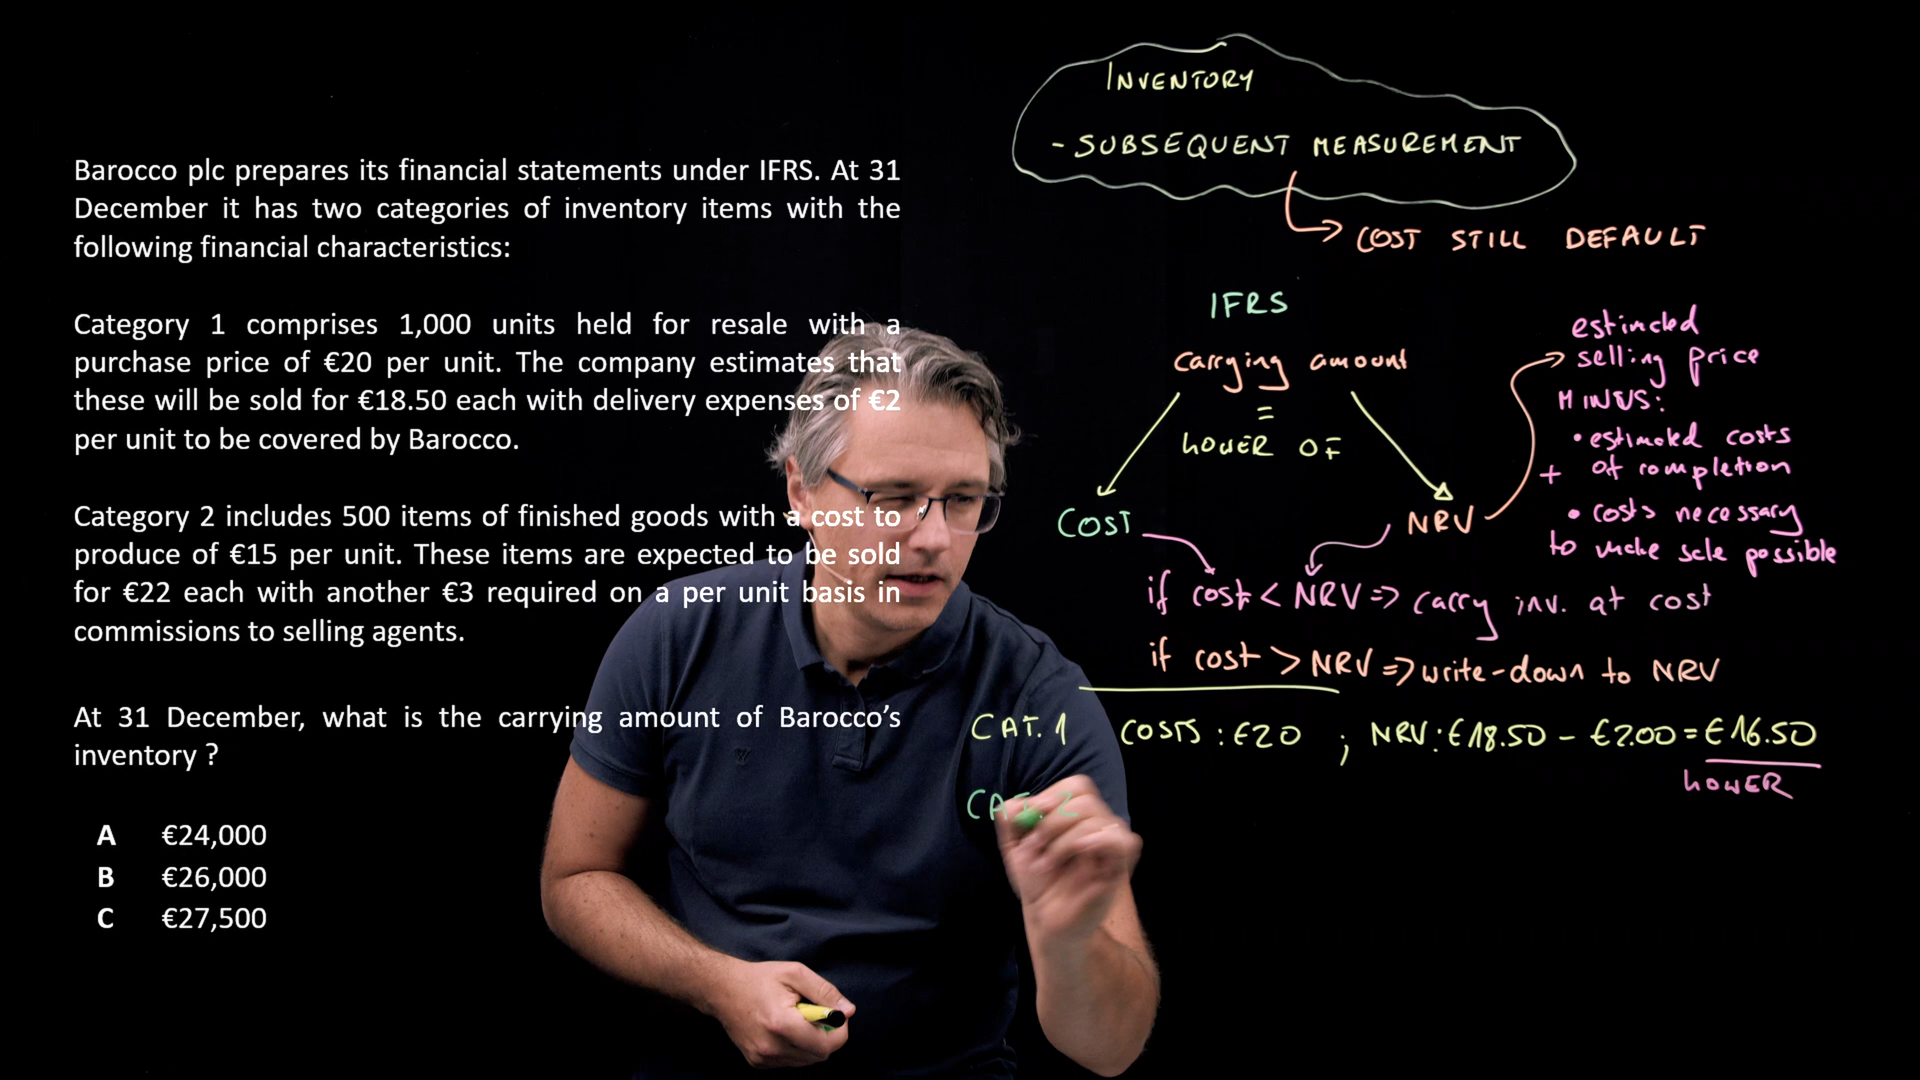 Barocco plc prepares its financial statements under IFRS. At 31
December it has two categories of inventory items with the
following financial characteristics:
Category 1 comprises 1,000 units held for resale with a
purchase price of €20 per unit. The company estimates that
these will be sold for €18.50 each with delivery expenses of €2
per unit to be covered by Barocco.
Category 2 includes 500 items of finished goods with a cost to
produce of €15 per unit. These items are expected to be sold
for €22 each with another €3 required on a per unit basis in
commissions to selling agents.
At 31 December, what is the carrying amount of Barocco’s
inventory ?
A €24,000
B €26,000
C €27,500
INVENTORY
- SUBSEQUENT MEASUREMENT
COST STILL DEFAULT
IFRS
carrying amount
=
LOWER OF
COST
NRV
estimated
selling price
MINUS:
• estimated costs
+ of completion
• costs necessary
to make sale possible
if cost < NRV => carry inv. at cost
if cost > NRV => write-down to NRV
CAT. 1 COSTS : €20 ; NRV : €18.50 - €2.00 = €16.50
LOWER
CAT. 2